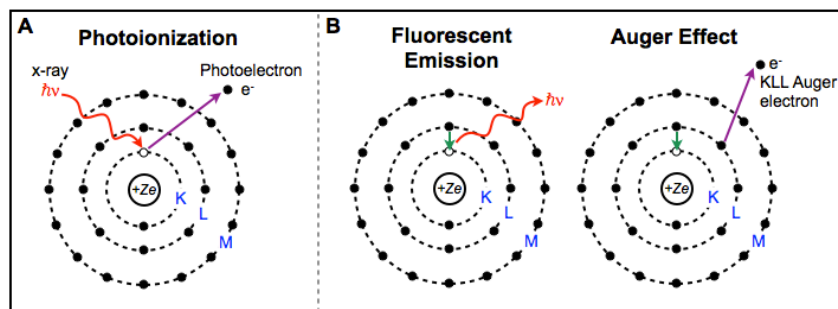 A
Photoionization
x-ray
ℏν
Photoelectron
e-
+Ze
K
L
M
B
Fluorescent
Emission
ℏν
+Ze
K
L
M
Auger Effect
e-
KLL Auger
electron
+Ze
K
L
M